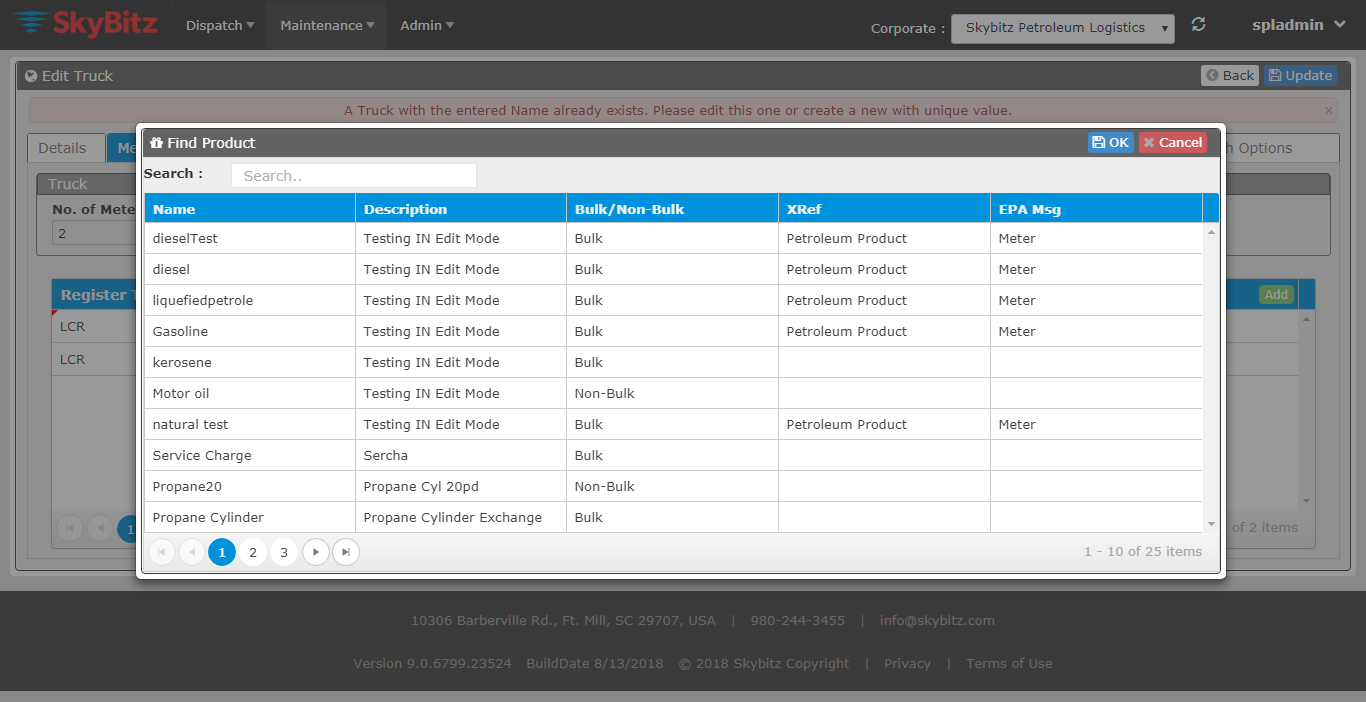 SkyBitz Dispatch Maintenance Admin Corporate : Skybitz Petroleum Logistics spladmin
Edit Truck Back Update
A Truck with the entered Name already exists. Please edit this one or create a new with unique value. ×
Details Me h Options
Truck
No. of Mete
2
Register T Add
LCR
LCR
1
of 2 items
Find Product OK Cancel
Search : Search..
Name Description Bulk/Non-Bulk XRef EPA Msg
dieselTest Testing IN Edit Mode Bulk Petroleum Product Meter
diesel Testing IN Edit Mode Bulk Petroleum Product Meter
liquefiedpetrole Testing IN Edit Mode Bulk Petroleum Product Meter
Gasoline Testing IN Edit Mode Bulk Petroleum Product Meter
kerosene Testing IN Edit Mode Bulk
Motor oil Testing IN Edit Mode Non-Bulk
natural test Testing IN Edit Mode Bulk Petroleum Product Meter
Service Charge Sercha Bulk
Propane20 Propane Cyl 20pd Non-Bulk
Propane Cylinder Propane Cylinder Exchange Bulk
1 2 3 1 - 10 of 25 items
10306 Barberville Rd., Ft. Mill, SC 29707, USA | 980-244-3455 | info@skybitz.com
Version 9.0.6799.23524 BuildDate 8/13/2018 © 2018 Skybitz Copyright | Privacy | Terms of Use